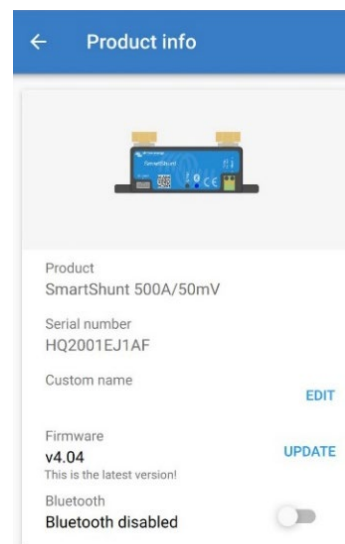 Product info
SmartShunt
Product
SmartShunt 500A/50mV
Serial number
HQ2001EJ1AF
Custom name
EDIT
Firmware
v4.04
UPDATE
This is the latest version!
Bluetooth
Bluetooth disabled